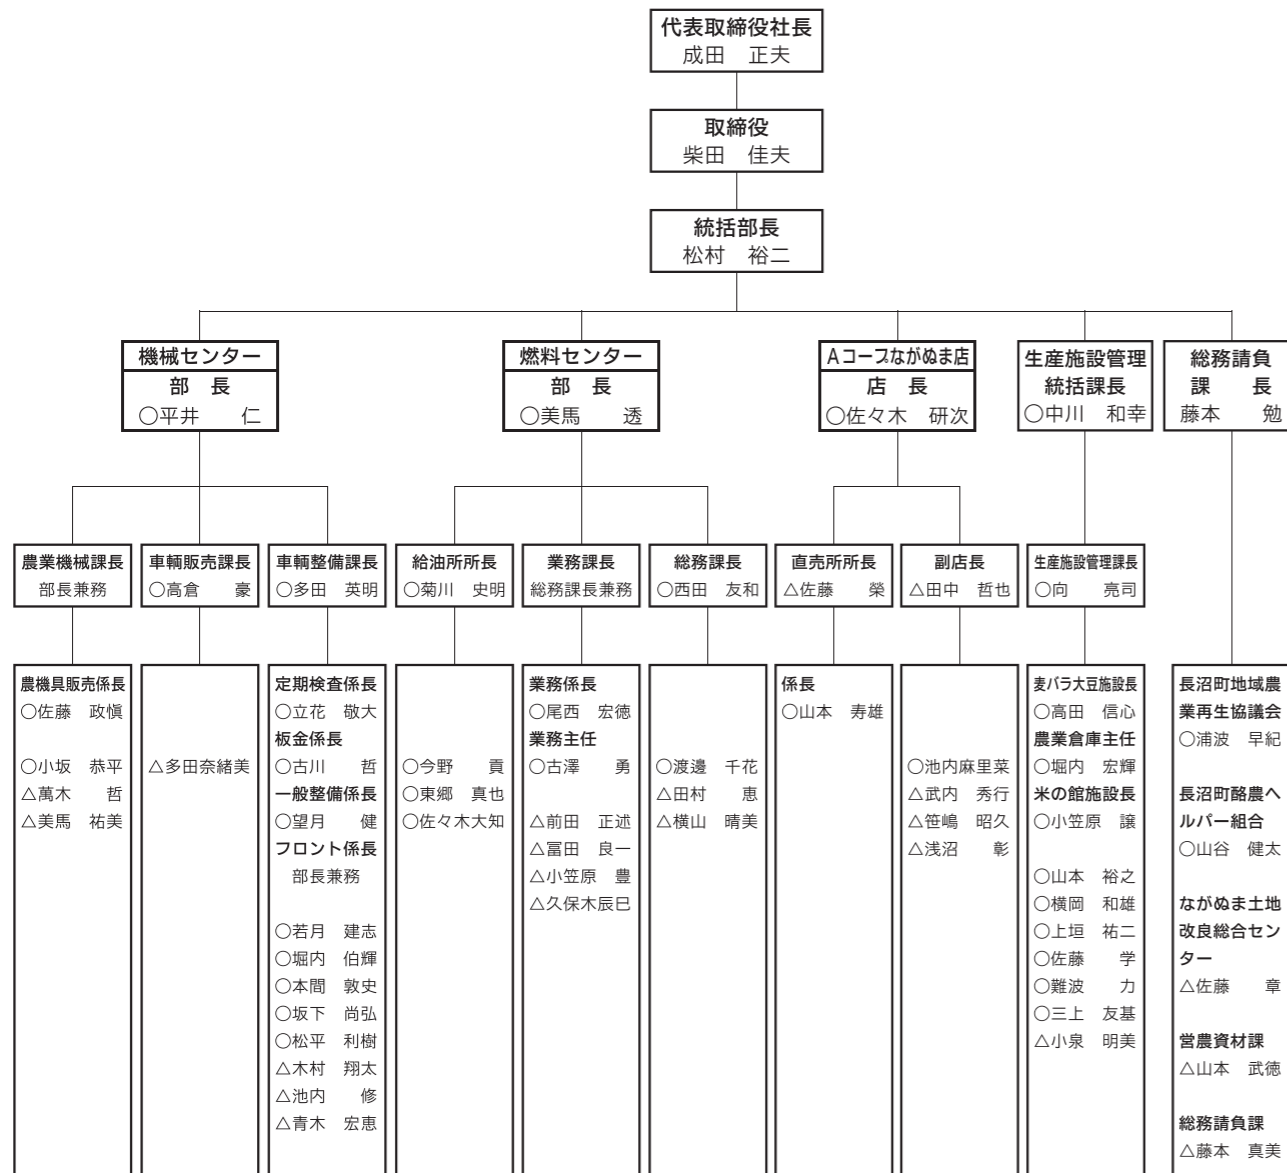 代表取締役社長
成田　正夫
取締役
柴田　佳夫
統括部長
松村　裕二
機械センター
部　長
○平井　　仁
燃料センター
部　長
○美馬　　透
Aコープながぬま店
店　長
○佐々木　研次
生産施設管理
統括課長
○中川　和幸
総務請負
課　　長
藤本　　勉
農業機械課長
部長兼務
車輌販売課長
○高倉　　豪
車輌整備課長
○多田　英明
給油所所長
○菊川　史明
業務課長
総務課長兼務
総務課長
○西田　友和
直売所所長
△佐藤　　榮
副店長
△田中　哲也
生産施設管理課長
○向　　亮司
農機具販売係長
○佐藤　政愼
○小坂　恭平
△萬木　　哲
△美馬　祐美
△多田奈緒美
定期検査係長
○立花　敬大
板金係長
○古川　　哲
一般整備係長
○望月　　健
フロント係長
部長兼務
○若月　建志
○堀内　伯輝
○本間　敦史
○坂下　尚弘
○松平　利樹
△木村　翔太
△池内　　修
△青木　宏恵
○今野　　貢
○東郷　真也
○佐々木大知
業務係長
○尾西　宏徳
業務主任
○古澤　　勇
△前田　正述
△冨田　良一
△小笠原　豊
△久保木辰巳
○渡邊　千花
△田村　　恵
△横山　晴美
係長
○山本　寿雄
○池内麻里菜
△武内　秀行
△笹嶋　昭久
△浅沼　　彰
麦バラ大豆施設長
○高田　信心
農業倉庫主任
○堀内　宏輝
米の館施設長
○小笠原　譲
○山本　裕之
○横岡　和雄
○上垣　祐二
○佐藤　　学
○難波　　力
○三上　友基
△小泉　明美
長沼町地域農
業再生協議会
○浦波　早紀
長沼町酪農ヘ
ルパー組合
○山谷　健太
ながぬま土地
改良総合セン
ター
△佐藤　　章
営農資材課
△山本　武徳
総務請負課
△藤本　真美